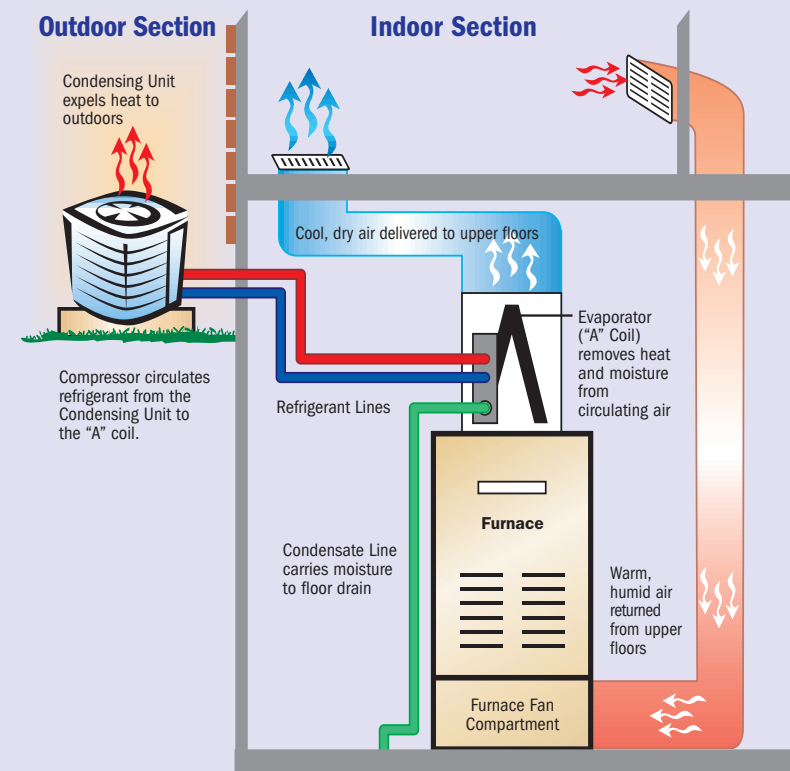 Outdoor Section
Indoor Section
Condensing Unit
expels heat to
outdoors
Cool, dry air delivered to upper floors
Evaporator
(“A” Coil)
removes heat
and moisture
from
circulating air
Compressor circulates
refrigerant from the
Condensing Unit to
the “A” coil.
Refrigerant Lines
Furnace
Condensate Line
carries moisture
to floor drain
Warm,
humid air
returned
from upper
floors
Furnace Fan
Compartment